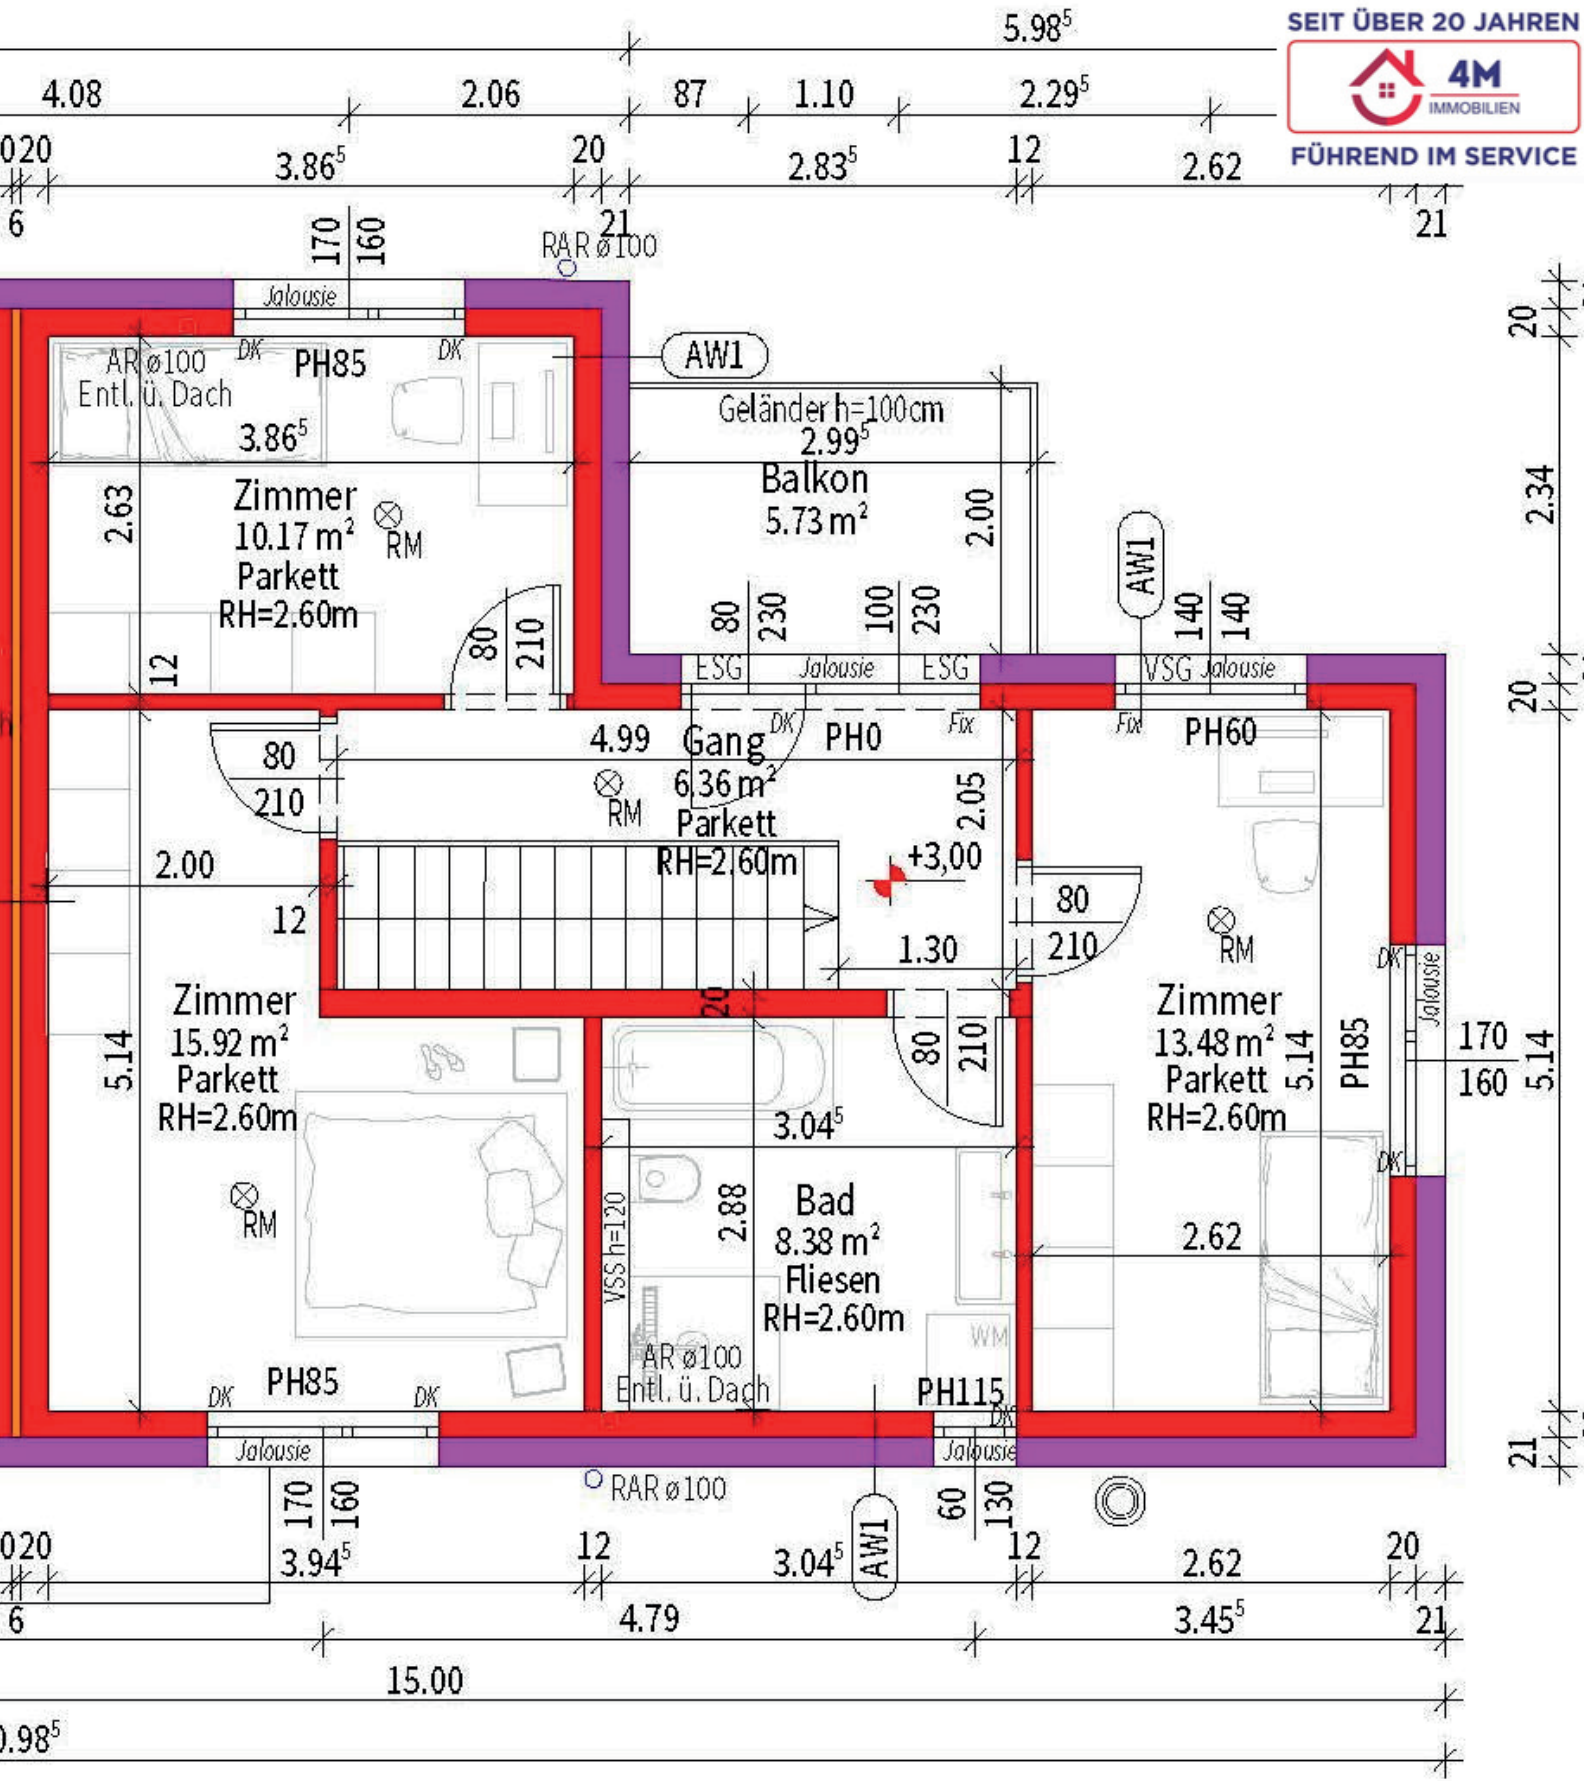 SEIT ÜBER 20 JAHREN
4M
IMMOBILIEN
FÜHREND IM SERVICE
5.98⁵
4.08 2.06 87 1.10 2.29⁵
20 3.86⁵ 20 2.83⁵ 12 2.62
6 21 21
170 160
RAR ø100
Jalousie
DK PH85 DK
AR ø100
Entl. ü. Dach
AW1
Geländer h=100cm
2.99⁵
Balkon
5.73 m²
2.00
3.86⁵
2.63
Zimmer
10.17 m²
Parkett
RH=2.60m
RM
12
80 210
80 230
100 230
AW1
140 140
20
2.34
20
ESG Jalousie ESG
VSG Jalousie
DK PH0 Fix
Fix PH60
80
210
4.99
Gang
6.36 m²
Parkett
RH=2.60m
RM
2.05
+3,00
1.30
2.00
12
20
80
210
RM
80 210
Zimmer
15.92 m²
Parkett
RH=2.60m
5.14
RM
Zimmer
13.48 m²
Parkett
RH=2.60m
5.14
PH85
DK
Jalousie
DK
170
160
5.14
3.04⁵
2.88
VSS h=120
Bad
8.38 m²
Fliesen
RH=2.60m
2.62
WM
AR ø100
Entl. ü. Dach
PH115
DK
DK PH85 DK
Jalousie
Jalousie
170 160
RAR ø100
60 130
AW1
21
20 3.94⁵ 12 3.04⁵ 12 2.62 20
6 4.79 3.45⁵ 21
15.00
.98⁵